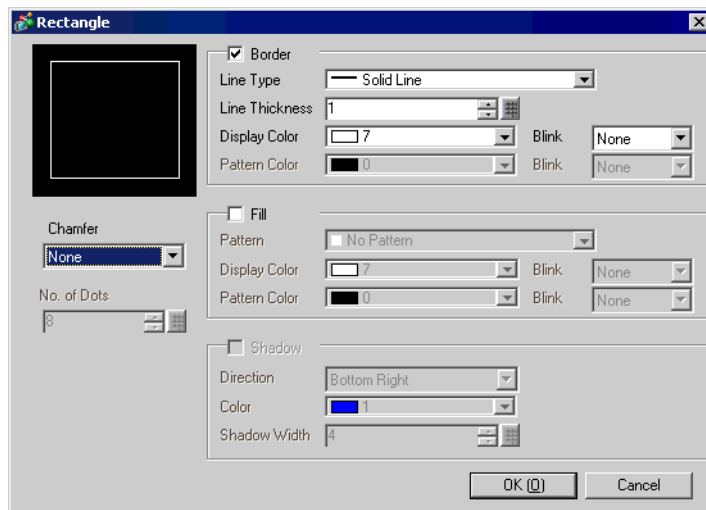 Rectangle
Border
Line Type Solid Line
Line Thickness 1
Display Color 7 Blink None
Pattern Color 0 Blink None
Chamfer
None
No. of Dots
8
Fill
Pattern No Pattern
Display Color 7 Blink None
Pattern Color 0 Blink None
Shadow
Direction Bottom Right
Color 1
Shadow Width 4
OK (O) Cancel